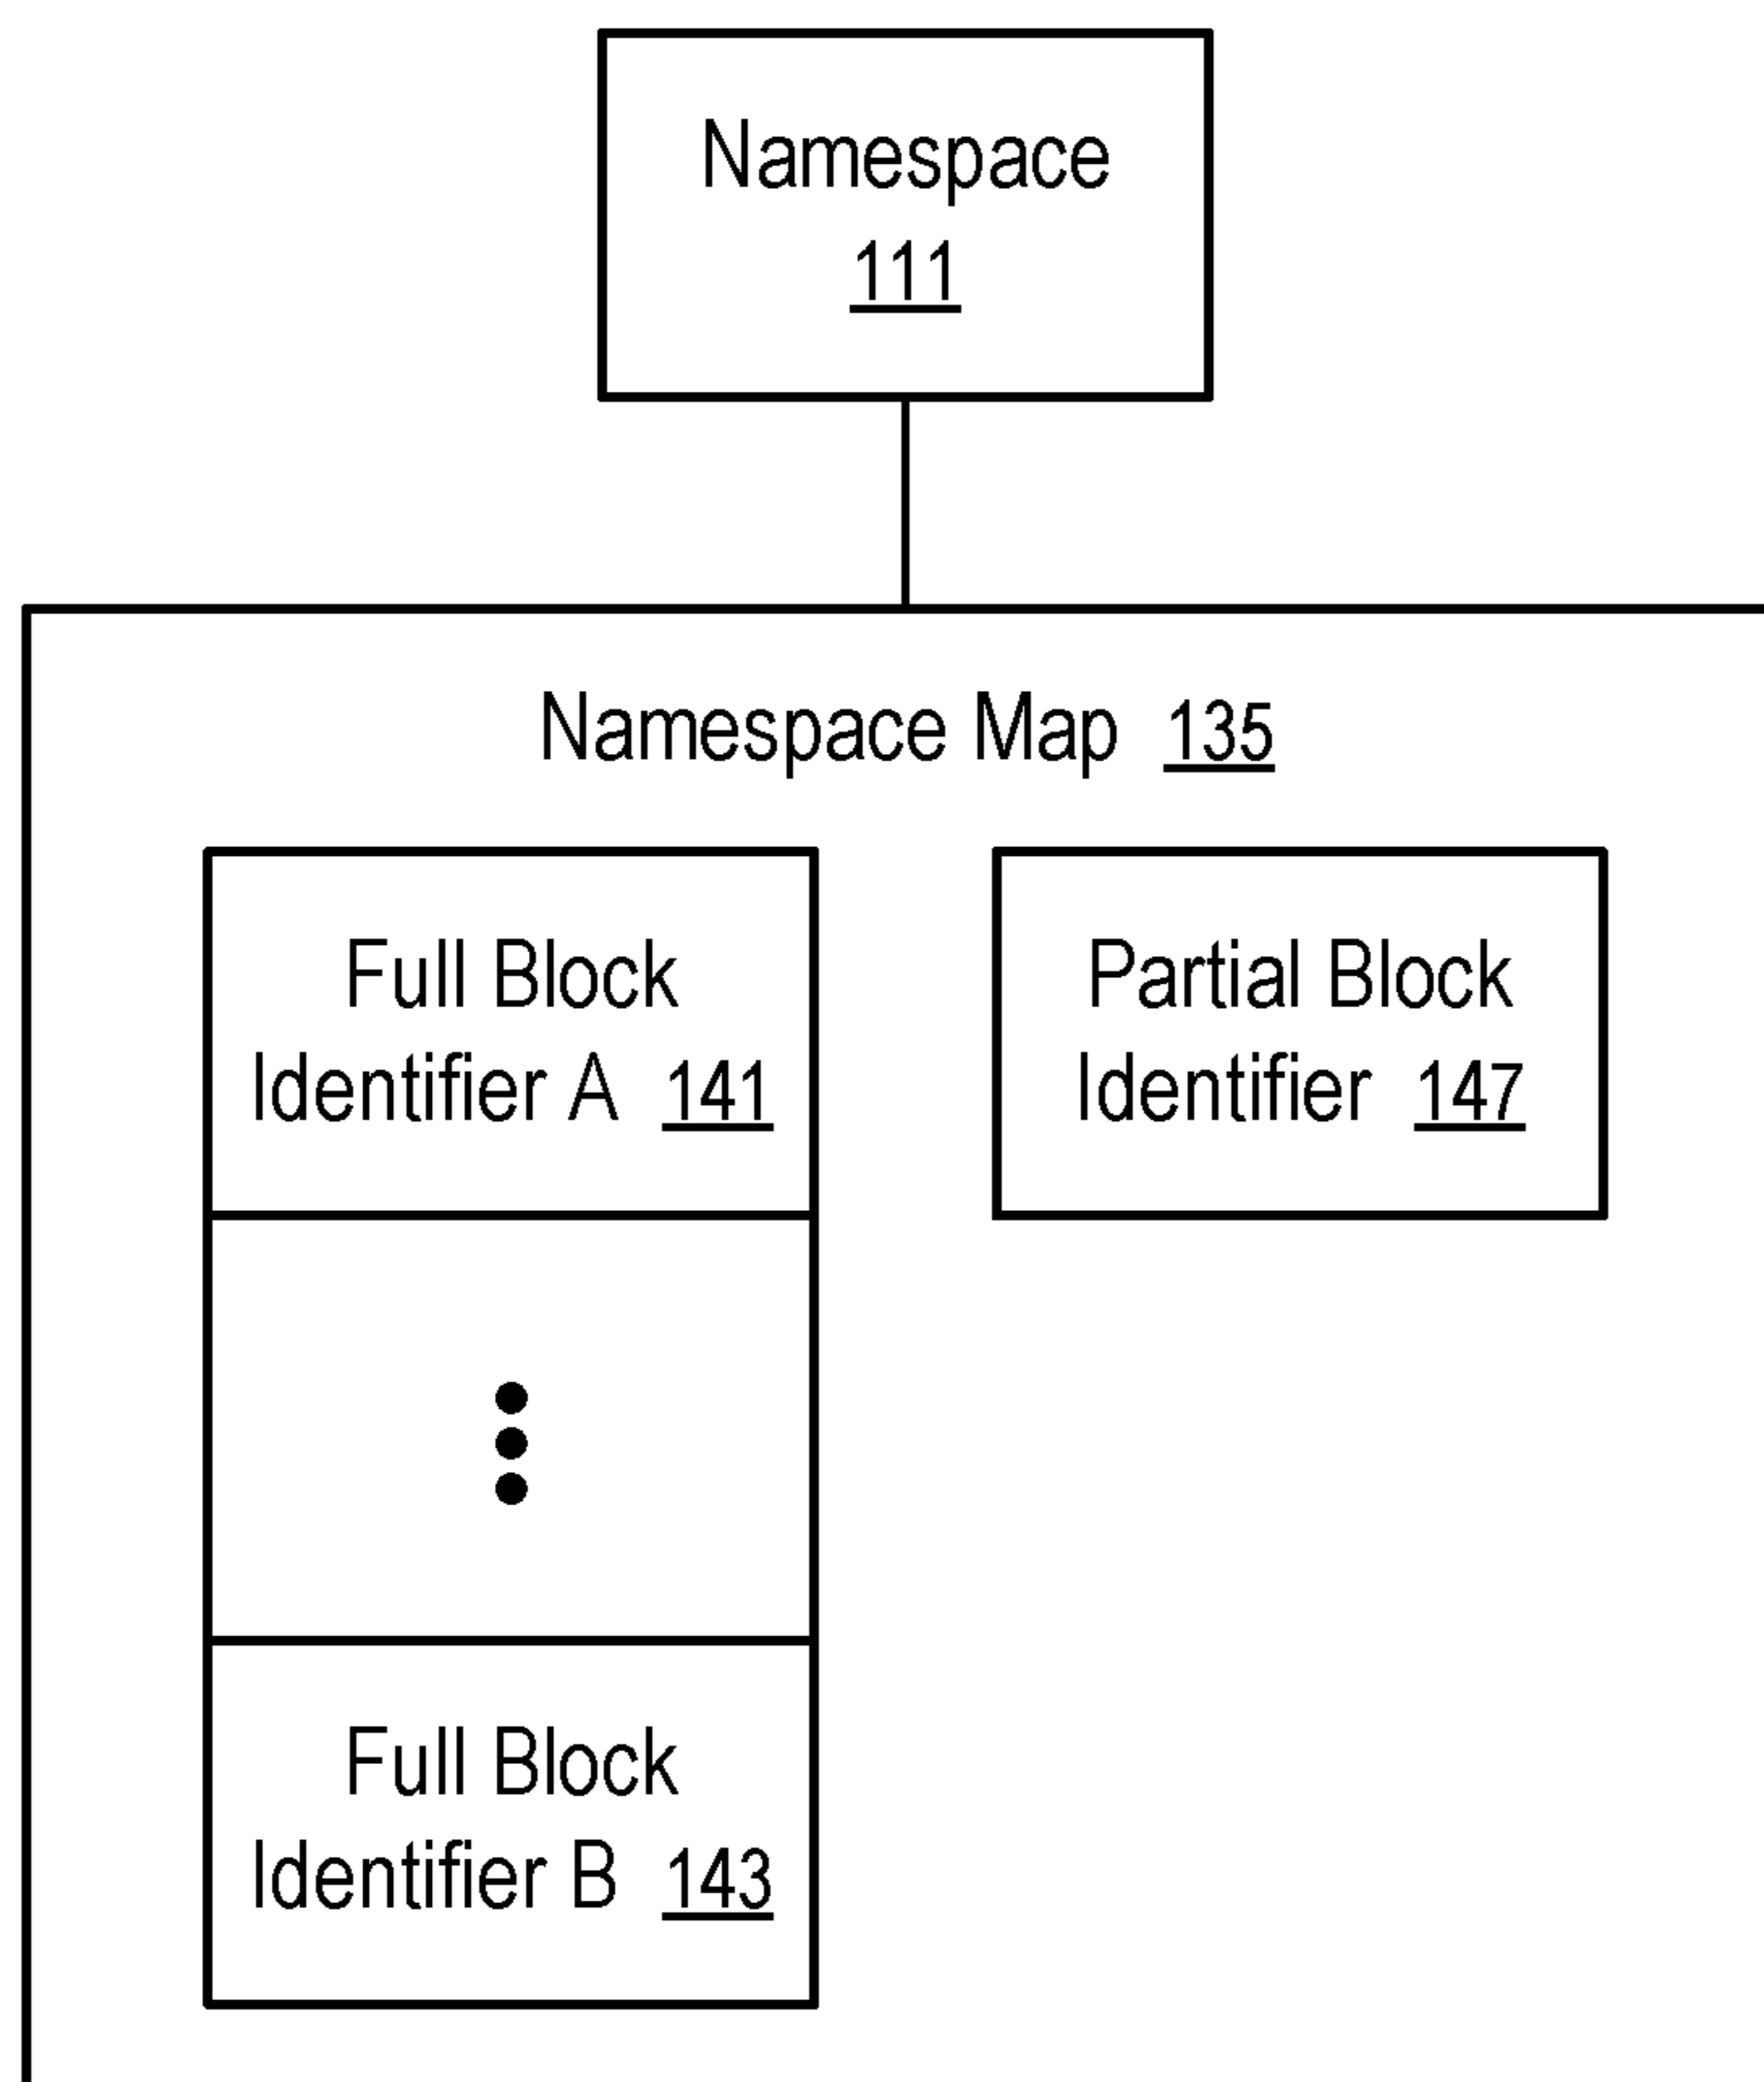 Namespace
111
Namespace Map 135
Full Block
Identifier A 141
Partial Block
Identifier 147
Full Block
Identifier B 143